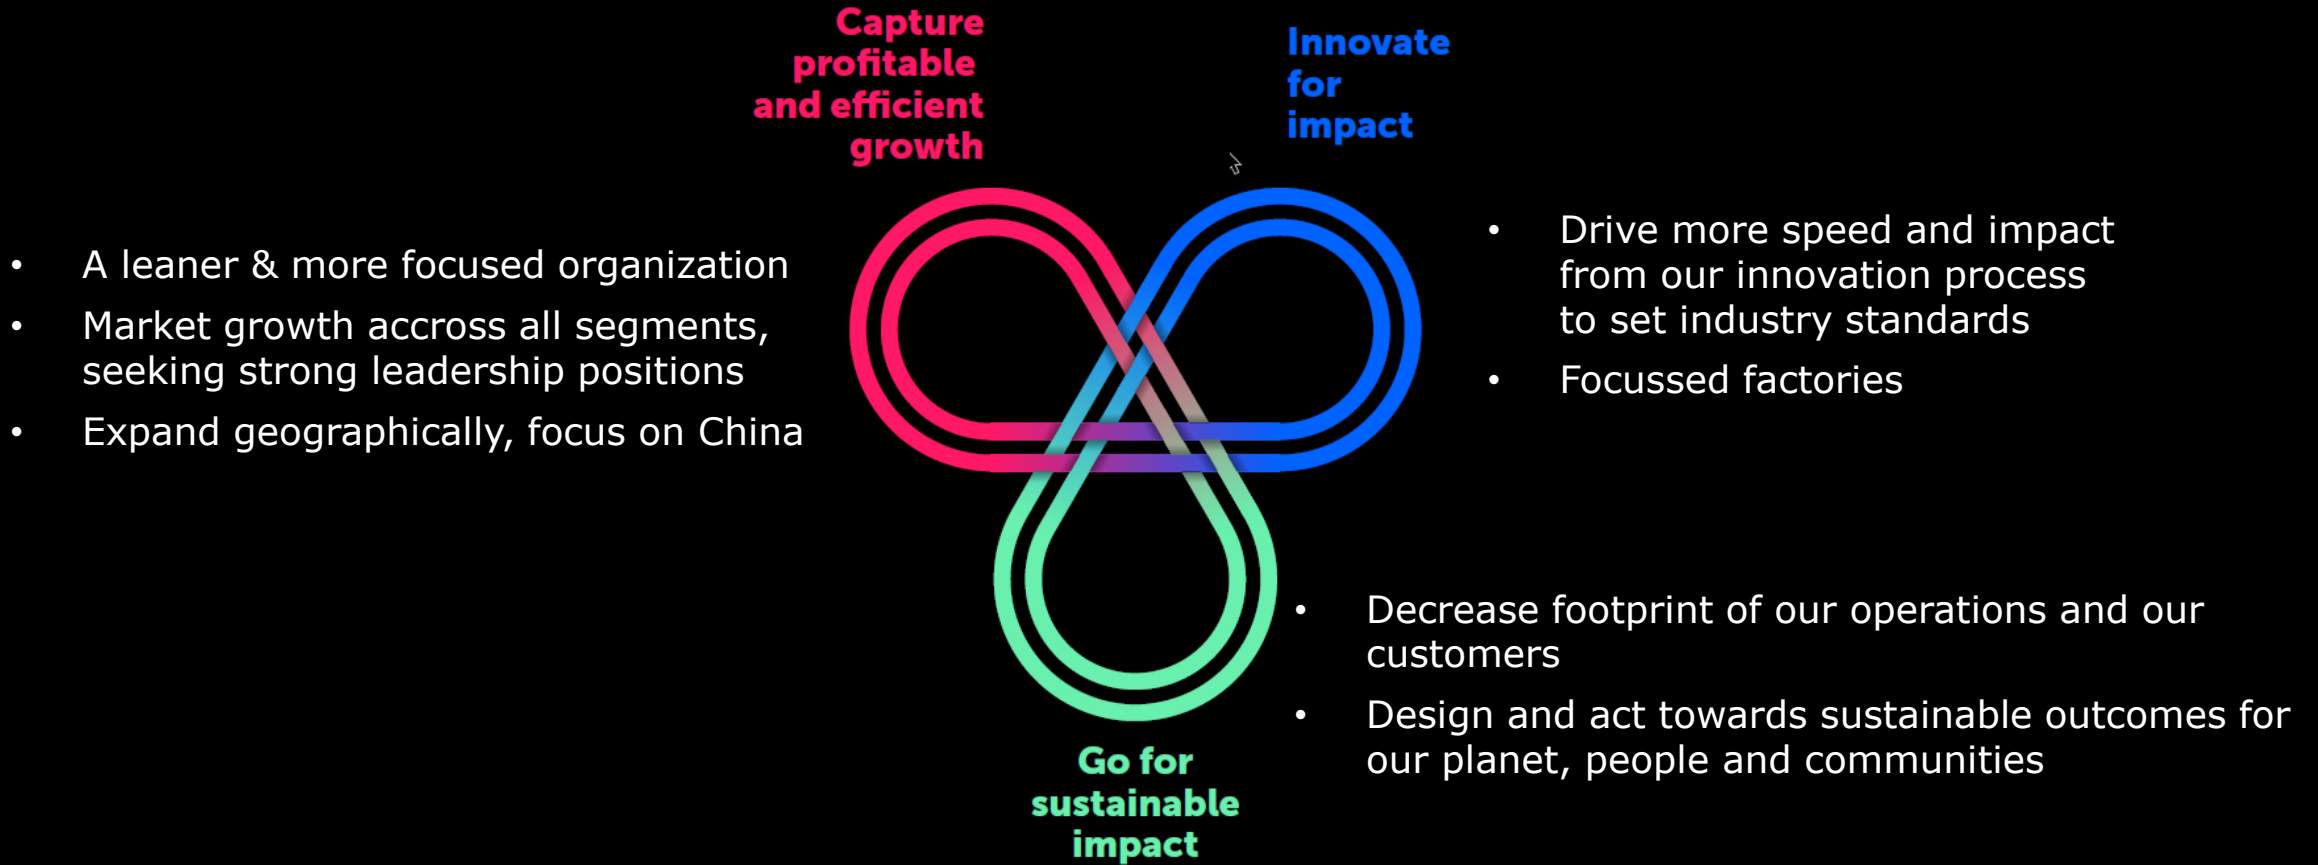 Capture
profitable
and efficient
growth
Innovate
for
impact
• A leaner & more focused organization
• Market growth accross all segments,
seeking strong leadership positions
• Expand geographically, focus on China
• Drive more speed and impact
from our innovation process
to set industry standards
• Focussed factories
• Decrease footprint of our operations and our
customers
• Design and act towards sustainable outcomes for
our planet, people and communities
Go for
sustainable
impact